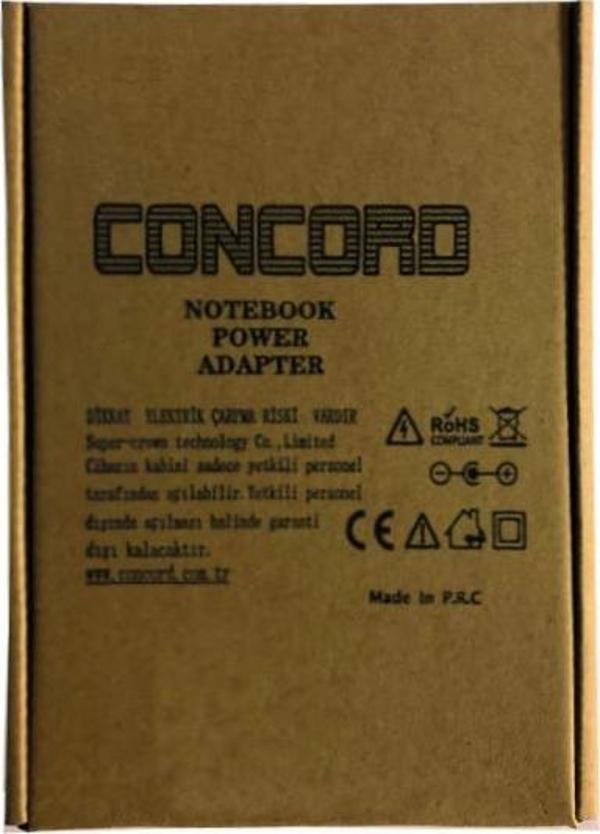 CONCORD
NOTEBOOK
POWER
ADAPTER
DİKKAT ELEKTRİK ÇARPMA RİSKİ VARDIR
Super-crown technology Co.,Limited
Cihazın kabini sadece yetkili personel
tarafından açılabilir.Yetkili personel
dışında açılması halinde garanti
dışı kalacaktır.
www.concord.com.tr
RoHS
COMPLIANT
CE
Made In P.R.C